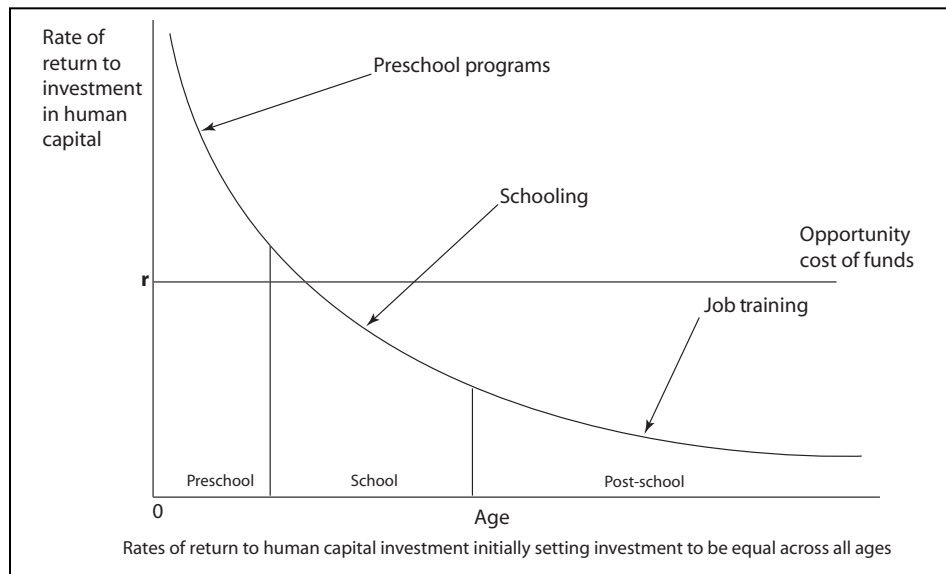 Rate of
return to
investment
in human
capital
Preschool programs
Schooling
Opportunity
cost of funds
r
Job training
Preschool
School
Post-school
0
Age
Rates of return to human capital investment initially setting investment to be equal across all ages